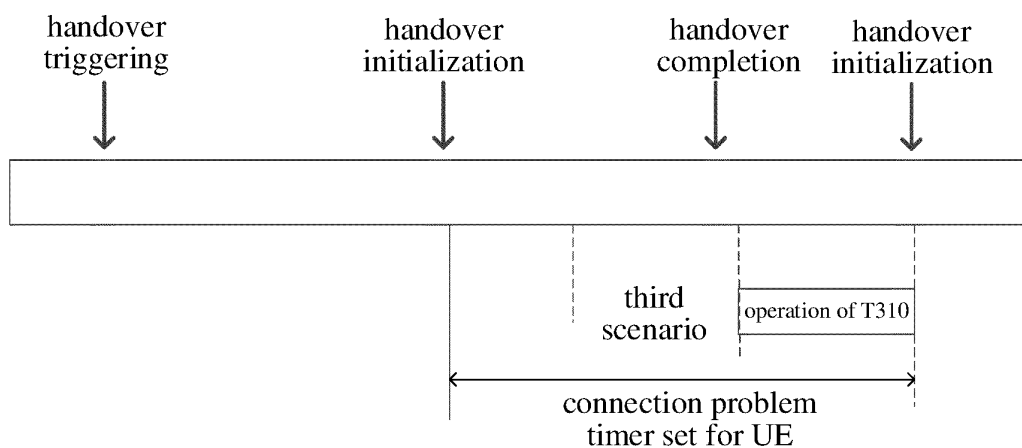 handover
triggering
handover
initialization
handover
completion
handover
initialization
third
scenario
operation of T310
connection problem
timer set for UE